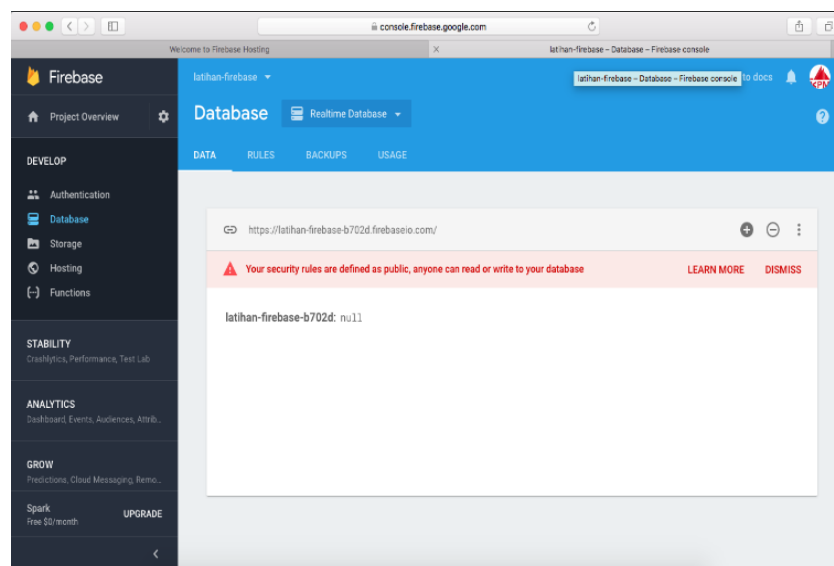 console.firebase.google.com
Welcome to Firebase Hosting
latihan-firebase – Database – Firebase console
Firebase
latihan-firebase
latihan-firebase – Database – Firebase console
to docs
KPN
Project Overview
Database
Realtime Database
DEVELOP
DATA
RULES
BACKUPS
USAGE
Authentication
Database
Storage
Hosting
Functions
https://latihan-firebase-b702d.firebaseio.com/
Your security rules are defined as public, anyone can read or write to your database
LEARN MORE
DISMISS
latihan-firebase-b702d: null
STABILITY
Crashlytics, Performance, Test Lab
ANALYTICS
Dashboard, Events, Audiences, Attrib...
GROW
Predictions, Cloud Messaging, Remo...
Spark
Free $0/month
UPGRADE